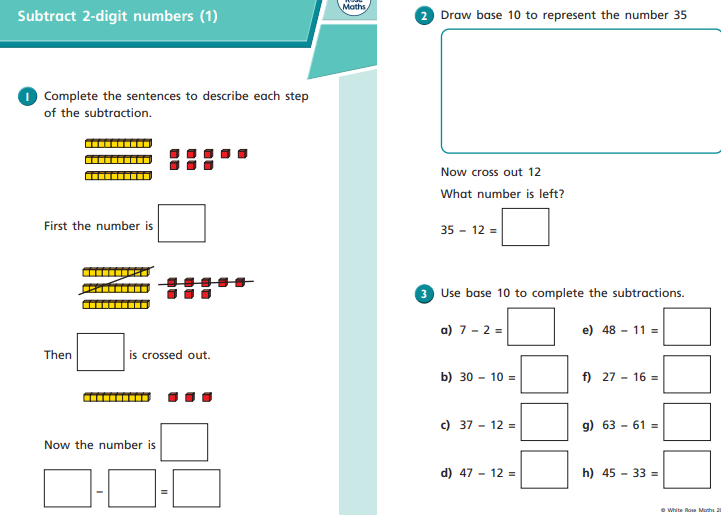 Subtract 2-digit numbers (1)
Rose
Maths
1 Complete the sentences to describe each step
of the subtraction.
First the number is
Then is crossed out.
Now the number is
– =
2 Draw base 10 to represent the number 35
Now cross out 12
What number is left?
35 – 12 =
3 Use base 10 to complete the subtractions.
a) 7 – 2 = e) 48 – 11 =
b) 30 – 10 = f) 27 – 16 =
c) 37 – 12 = g) 63 – 61 =
d) 47 – 12 = h) 45 – 33 =
© White Rose Maths